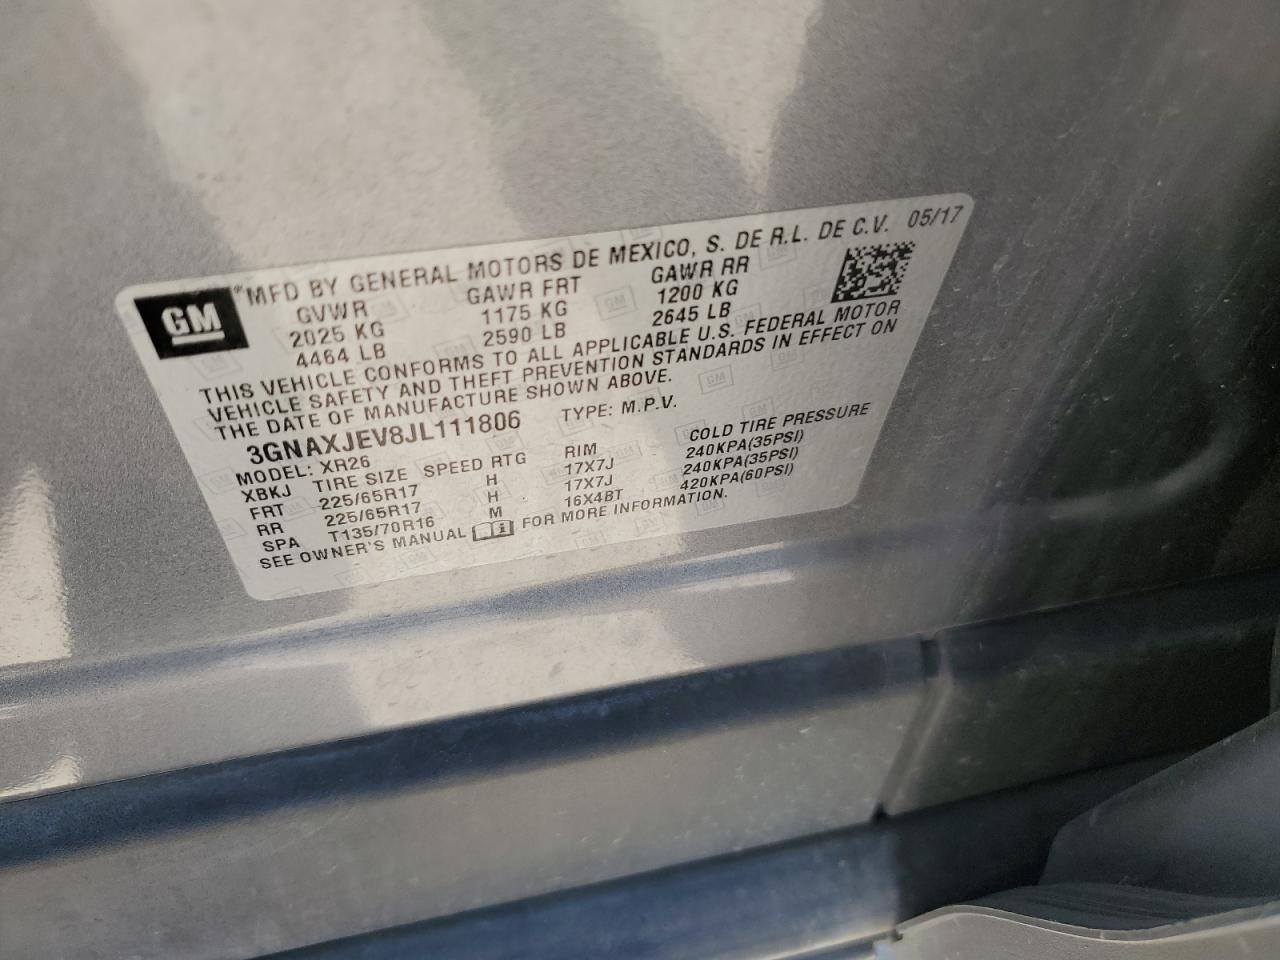 GM
*MFD BY GENERAL MOTORS DE MEXICO, S. DE R.L. DE C.V. 05/17
GVWR GAWR FRT GAWR RR
2025 KG 1175 KG 1200 KG
4464 LB 2590 LB 2645 LB
THIS VEHICLE CONFORMS TO ALL APPLICABLE U.S. FEDERAL MOTOR
VEHICLE SAFETY AND THEFT PREVENTION STANDARDS IN EFFECT ON
THE DATE OF MANUFACTURE SHOWN ABOVE.
3GNAXJEV8JL111806 TYPE: M.P.V.
MODEL: XR26
XBKJ TIRE SIZE SPEED RTG RIM COLD TIRE PRESSURE
FRT 225/65R17 H 17X7J 240KPA(35PSI)
RR 225/65R17 H 17X7J 240KPA(35PSI)
SPA T135/70R16 M 16X4BT 420KPA(60PSI)
SEE OWNER'S MANUAL FOR MORE INFORMATION.